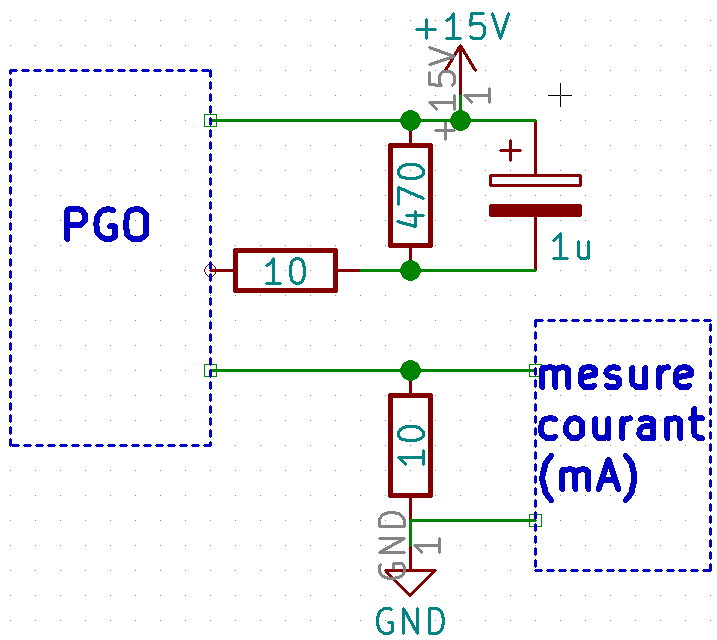 +15V
+15V
1
PGO
470
+
10
1u
mesure
courant
(mA)
10
GND
1
GND